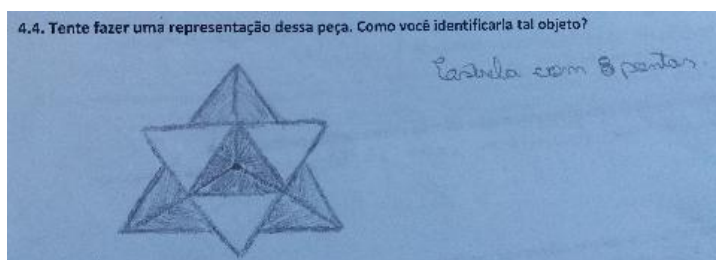 4.4. Tente fazer uma representação dessa peça. Como você identificaria tal objeto?
Estrela com 8 pontas.